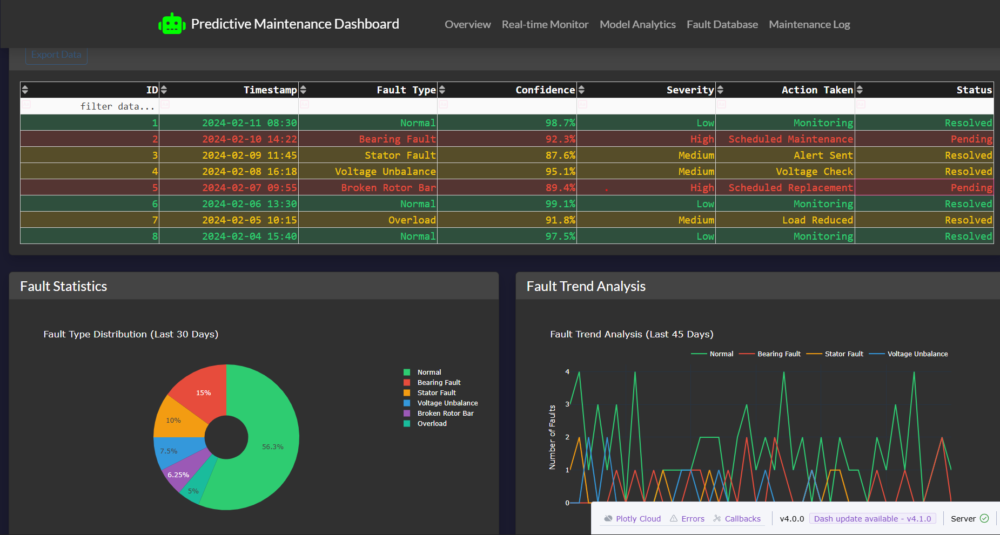 Predictive Maintenance Dashboard
Overview Real-time Monitor Model Analytics Fault Database Maintenance Log
Export Data
ID Timestamp Fault Type Confidence Severity Action Taken Status
filter data...
1 2024-02-11 08:30 Normal 98.7% Low Monitoring Resolved
2 2024-02-10 14:22 Bearing Fault 92.3% High Scheduled Maintenance Pending
3 2024-02-09 11:45 Stator Fault 87.6% Medium Alert Sent Resolved
4 2024-02-08 16:18 Voltage Unbalance 95.1% Medium Voltage Check Resolved
5 2024-02-07 09:55 Broken Rotor Bar 89.4% High Scheduled Replacement Pending
6 2024-02-06 13:30 Normal 99.1% Low Monitoring Resolved
7 2024-02-05 10:15 Overload 91.8% Medium Load Reduced Resolved
8 2024-02-04 15:40 Normal 97.5% Low Monitoring Resolved
Fault Statistics
Fault Type Distribution (Last 30 Days)
Normal
Bearing Fault
Stator Fault
Voltage Unbalance
Broken Rotor Bar
Overload
15%
10%
7.5%
6.25%
5%
56.3%
Fault Trend Analysis
Fault Trend Analysis (Last 45 Days)
Normal Bearing Fault Stator Fault Voltage Unbalance
Number of Faults
4
3
2
1
0
Plotly Cloud Errors Callbacks v4.0.0 Dash update available - v4.1.0 Server